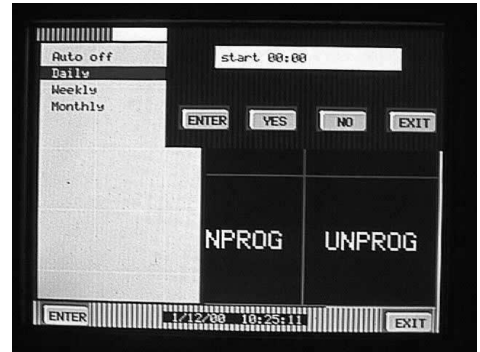 Auto off
Daily
Weekly
Monthly
start 00:00
ENTER YES NO EXIT
NPROG UNPROG
ENTER 1/12/00 10:25:11 EXIT